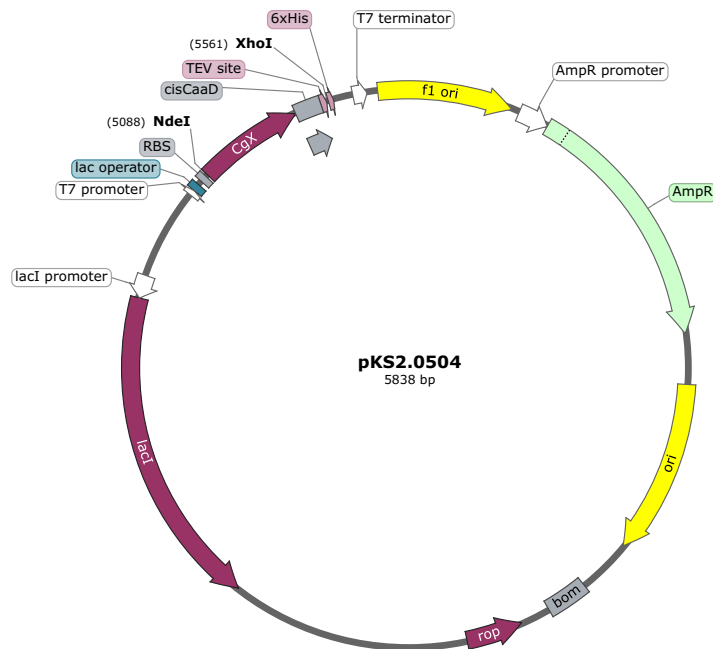 6xHis
T7 terminator
(5561) XhoI
TEV site
cisCaaD
f1 ori
AmpR promoter
(5088) NdeI
CgX
RBS
lac operator
T7 promoter
AmpR
lacI promoter
pKS2.0504
5838 bp
lacI
ori
bom
rop